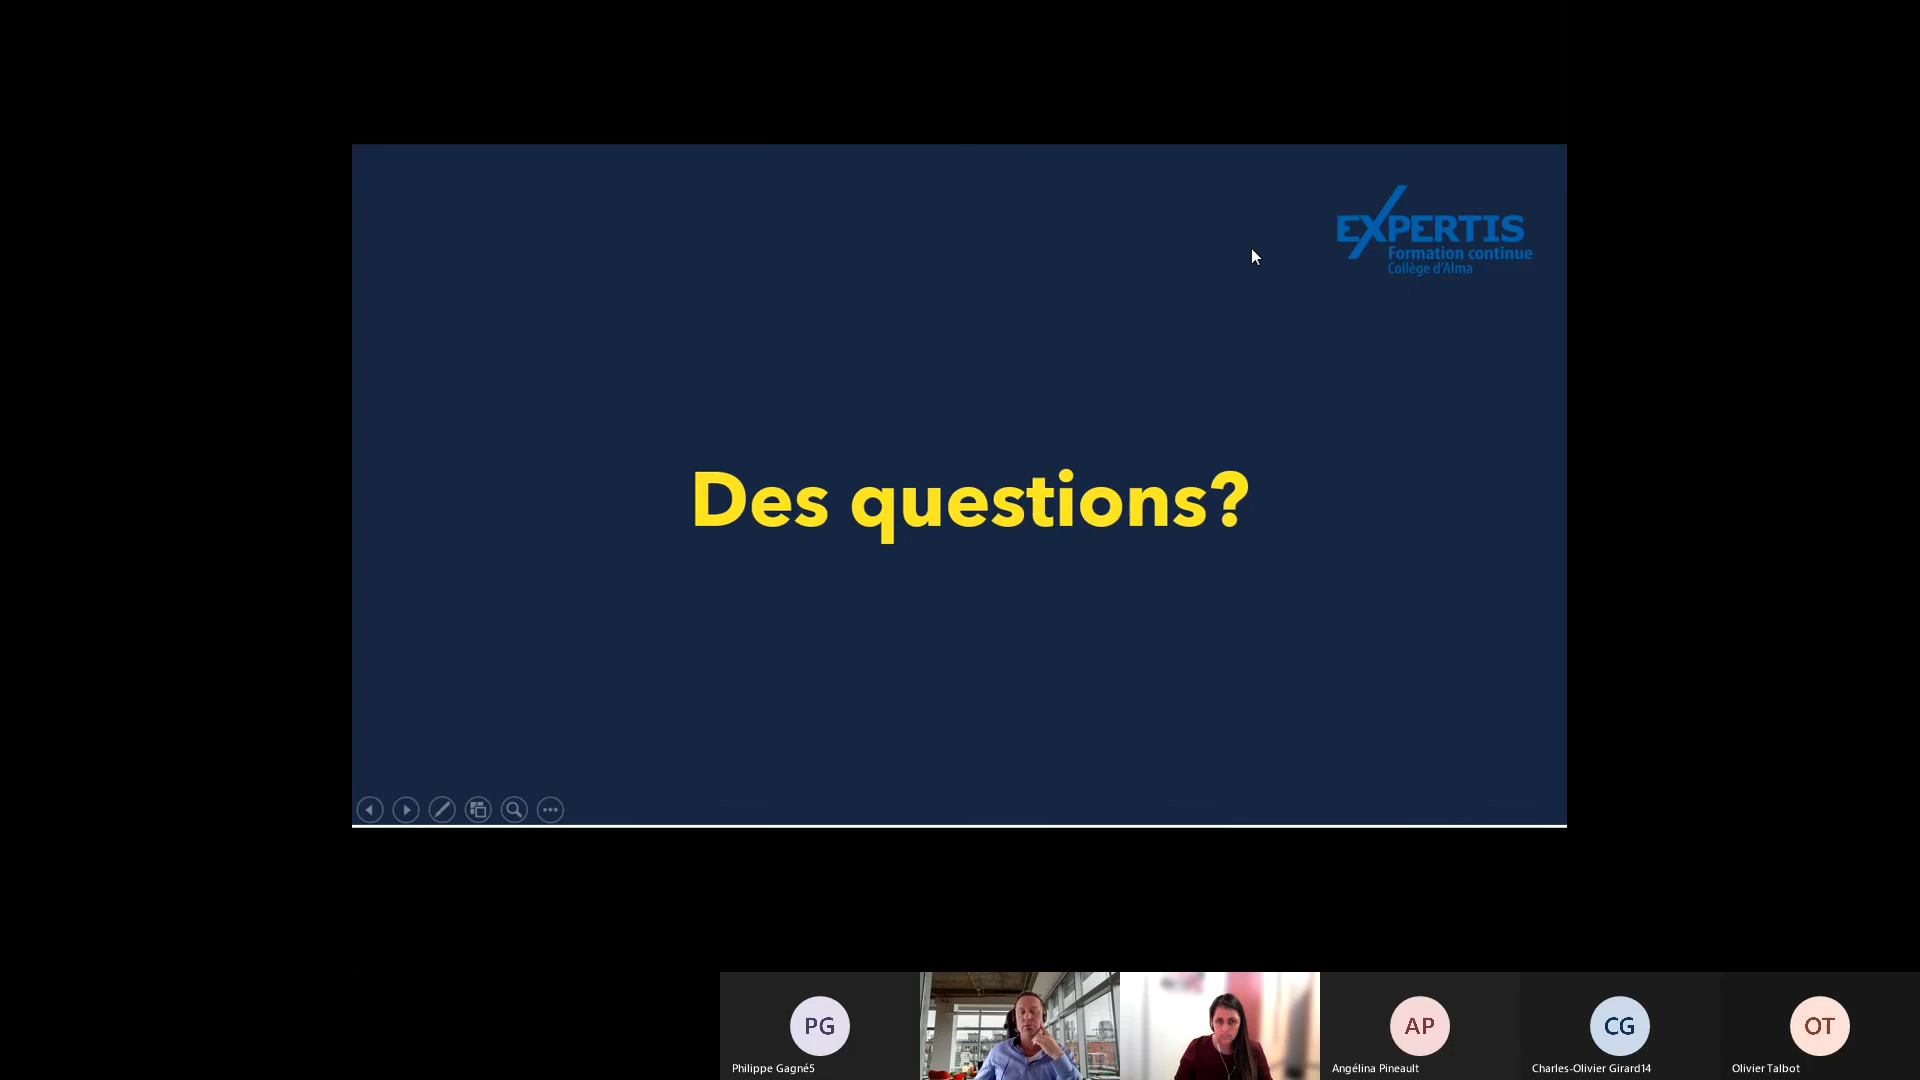 EXPERTIS
Formation continue
Collège d'Alma
Des questions?
PG
AP
CG
OT
Philippe Gagné5
Angélina Pineault
Charles-Olivier Girard14
Olivier Talbot